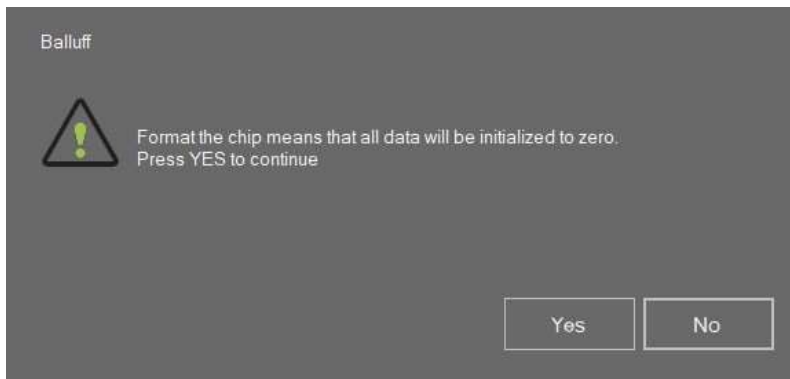 Balluff
Format the chip means that all data will be initialized to zero.
Press YES to continue
Yes
No